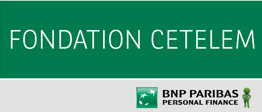 FONDATION CETELEM
BNP PARIBAS
PERSONAL FINANCE